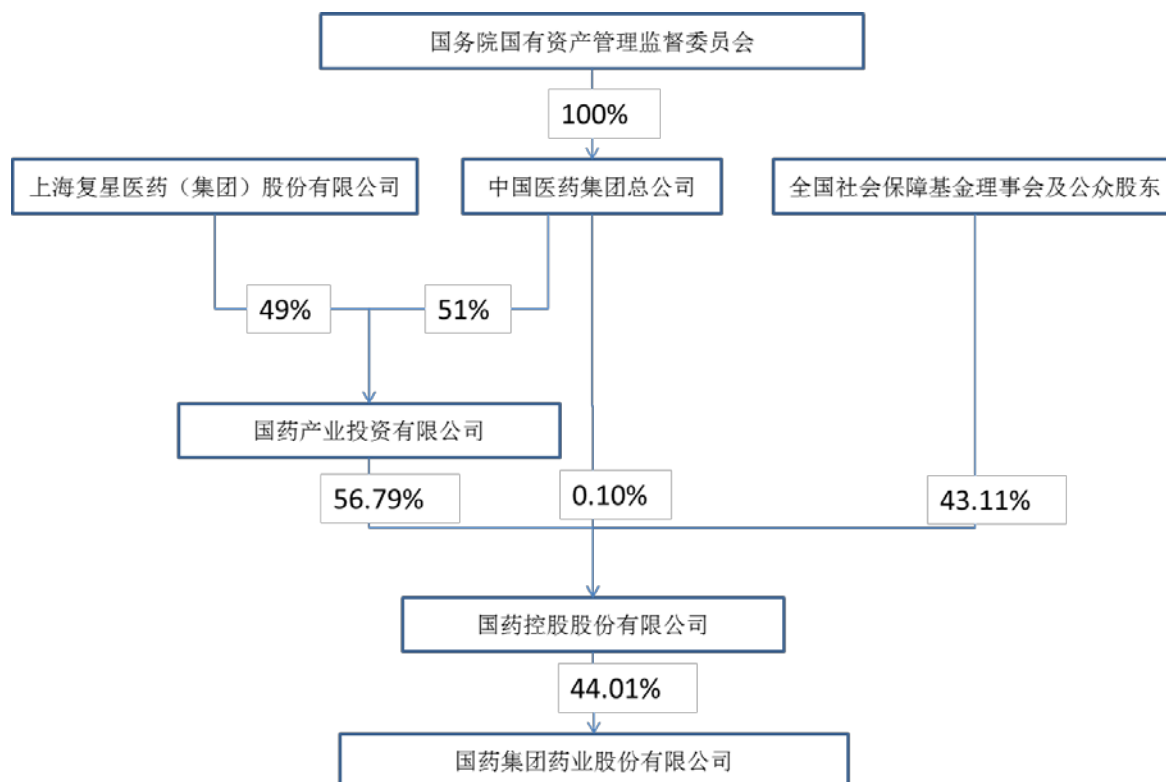 国务院国有资产管理监督委员会
100%
上海复星医药（集团）股份有限公司
中国医药集团总公司
全国社会保障基金理事会及公众股东
49%
51%
国药产业投资有限公司
56.79%
0.10%
43.11%
国药控股股份有限公司
44.01%
国药集团药业股份有限公司